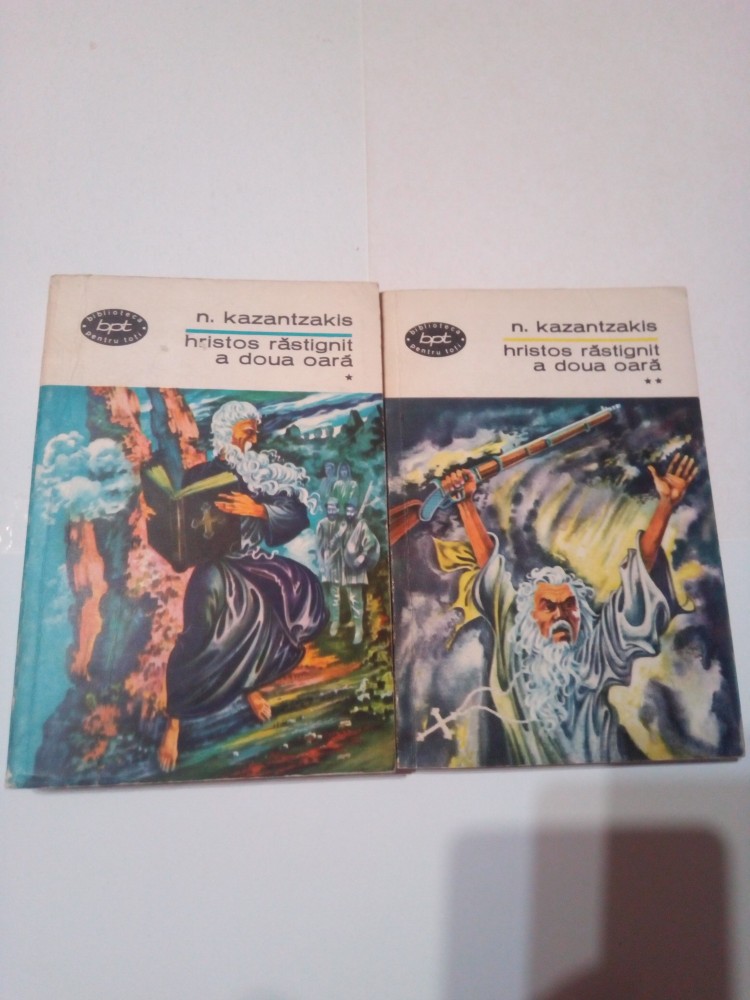 biblioteca
bpt
pentru toți
n. kazantzakis
hristos răstignit
a doua oară
*
biblioteca
bpt
pentru toți
n. kazantzakis
hristos răstignit
a doua oară
**